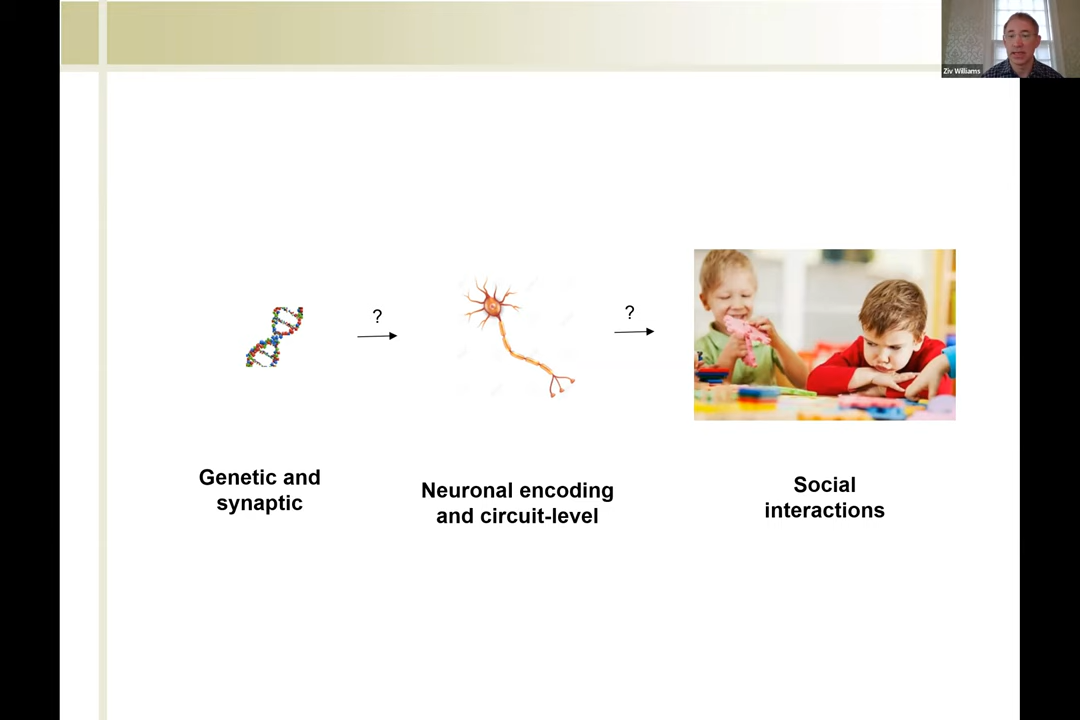 Ziv Williams
?
?
Genetic and
synaptic
Neuronal encoding
and circuit-level
Social
interactions